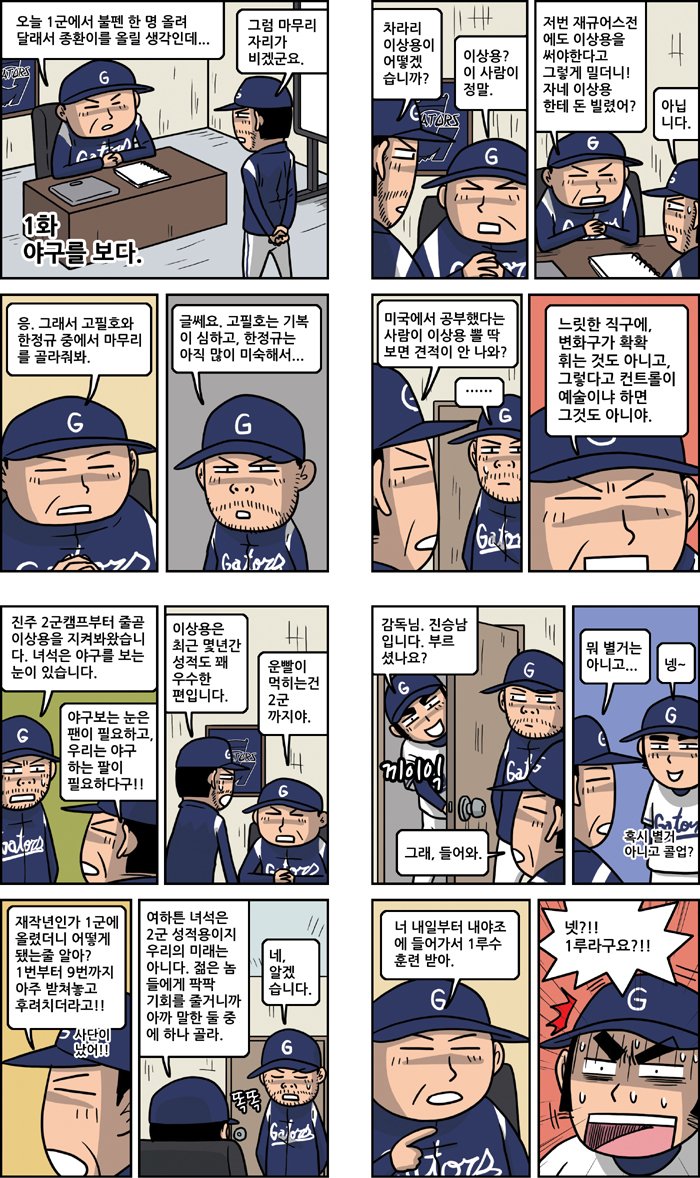 오늘 1군에서 불펜 한 명 올려
달래서 종환이를 올릴 생각인데...
그럼 마무리
자리가
비겠군요.
G
ATORS
Gators
1화
야구를 보다.
응. 그래서 고필호와
한정규 중에서 마무리
를 골라줘봐.
G
글쎄요. 고필호는 기복
이 심하고, 한정규는
아직 많이 미숙해서...
G
Gators
차라리
이상용이
어떻겠
습니까?
이상용?
이 사람이
정말.
G
ATORS
G
저번 재규어스전
에도 이상용을
써야한다고
그렇게 밀더니!
자네 이상용
한테 돈 빌렸어?
아닙
니다.
G
미국에서 공부했다는
사람이 이상용 뽈 딱
보면 견적이 안 나와?
......
G
Gators
느릿한 직구에,
변화구가 확확
휘는 것도 아니고,
그렇다고 컨트롤이
예술이냐 하면
그것도 아니야.
G
진주 2군캠프부터 줄곧
이상용을 지켜봐왔습니
다. 녀석은 야구를 보는
눈이 있습니다.
야구보는 눈은
팬이 필요하고,
우리는 야구
하는 팔이
필요하다구!!
G
Gators
이상용은
최근 몇년간
성적도 꽤
우수한
편입니다.
운빨이
먹히는건
2군
까지야.
G
재작년인가 1군에
올렸더니 어떻게
됐는줄 알아?
1번부터 9번까지
아주 받쳐놓고
후려치더라고!!
사단이
났어!!
여하튼 녀석은
2군 성적용이지
우리의 미래는
아니다. 젊은 놈
들에게 팍팍
기회를 줄거니까
아까 말한 둘 중
에 하나 골라.
네,
알겠
습니다.
G
똑똑
Gators
감독님. 진승남
입니다. 부르
셨나요?
G
끼이익
그래, 들어와.
뭐 별거는
아니고...
넹~
G
Gators
혹시 별거
아니고 콜업?
너 내일부터 내야조
에 들어가서 1루수
훈련 받아.
G
넷?!!
1루라구요?!!
G